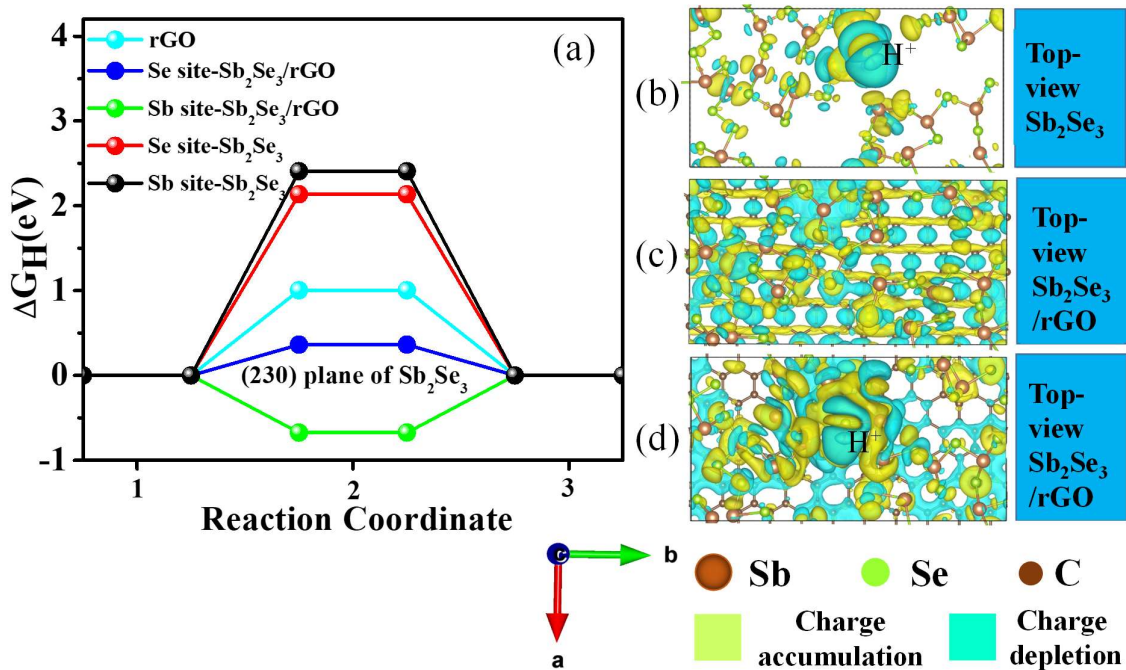 (a)
rGO
Se site-Sb₂Se₃/rGO
Sb site-Sb₂Se₃/rGO
Se site-Sb₂Se₃
Sb site-Sb₂Se₃
ΔG_H(eV)
4
3
2
1
0
-1
(230) plane of Sb₂Se₃
1
2
3
Reaction Coordinate
(b)
H⁺
Top-
view
Sb₂Se₃
(c)
Top-
view
Sb₂Se₃
/rGO
(d)
H⁺
Top-
view
Sb₂Se₃
/rGO
c
b
a
Sb
Se
C
Charge
accumulation
Charge
depletion